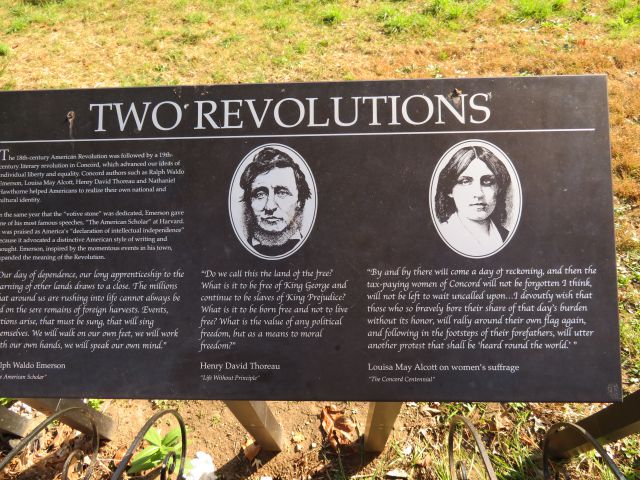 TWO REVOLUTIONS
The 18th-century American Revolution was followed by a 19th-
century literary revolution in Concord, which advanced our ideas of
individual liberty and equality. Concord authors such as Ralph Waldo
Emerson, Louisa May Alcott, Henry David Thoreau and Nathaniel
Hawthorne helped Americans to realize their own national and
cultural identity.
In the same year that the "votive stone" was dedicated, Emerson gave
one of his most famous speeches, "The American Scholar" at Harvard.
was praised as America's "declaration of intellectual independence"
because it advocated a distinctive American style of writing and
thought. Emerson, inspired by the momentous events in his town,
expanded the meaning of the Revolution.
"Our day of dependence, our long apprenticeship to the
learning of other lands draws to a close. The millions
that around us are rushing into life cannot always be
on the sere remains of foreign harvests. Events,
actions arise, that must be sung, that will sing
themselves. We will walk on our own feet, we will work
with our own hands, we will speak our own mind."
Ralph Waldo Emerson
"The American Scholar"
"Do we call this the land of the free?
What is it to be free of King George and
continue to be slaves of King Prejudice?
What is it to be born free and not to live
free? What is the value of any political
freedom, but as a means to moral
freedom?"
Henry David Thoreau
"Life Without Principle"
"By and by there will come a day of reckoning, and then the
tax-paying women of Concord will not be forgotten I think,
will not be left to wait uncalled upon...I devoutly wish that
those who so bravely bore their share of that day's burden
without its honor, will rally around their own flag again,
and following in the footsteps of their forefathers, will utter
another protest that shall be 'heard round the world.' "
Louisa May Alcott on women's suffrage
"The Concord Centennial"